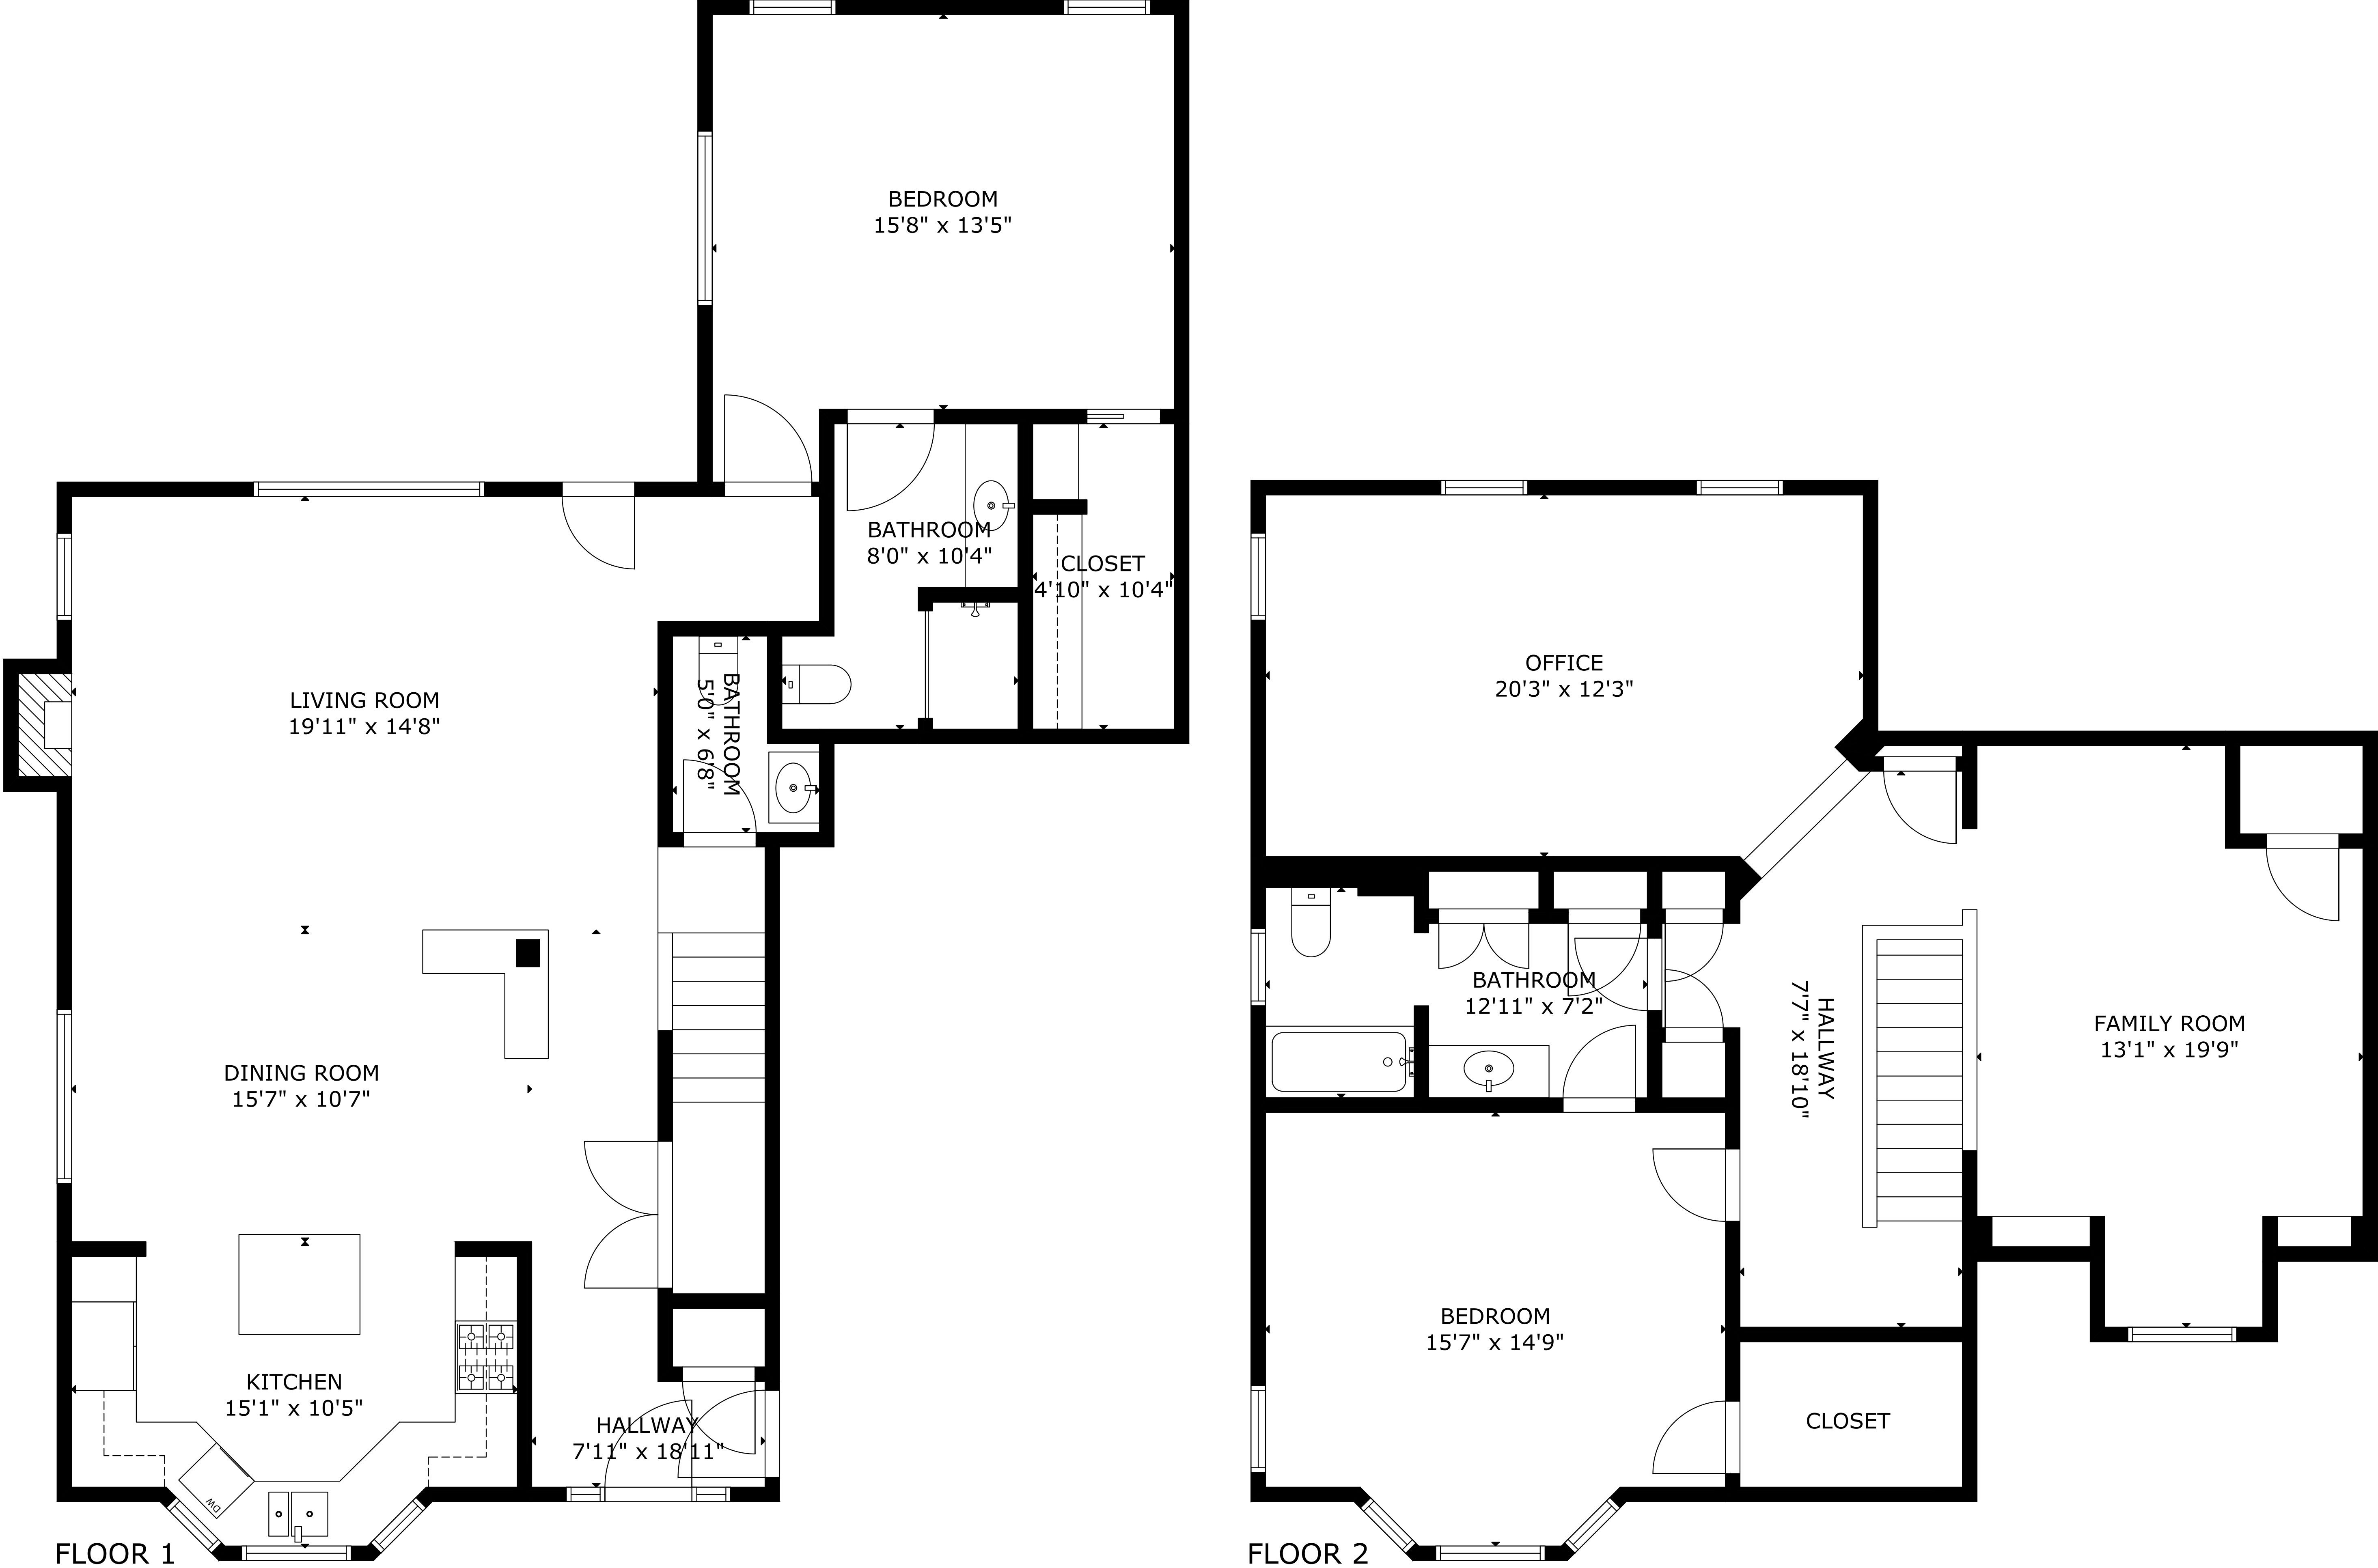 BEDROOM
15'8" x 13'5"
BATHROOM
8'0" x 10'4"
CLOSET
4'10" x 10'4"
LIVING ROOM
19'11" x 14'8"
BATHROOM
5'0" x 6'8"
DINING ROOM
15'7" x 10'7"
KITCHEN
15'1" x 10'5"
HALLWAY
7'11" x 18'11"
DW
FLOOR 1
OFFICE
20'3" x 12'3"
BATHROOM
12'11" x 7'2"
HALLWAY
7'7" x 18'10"
FAMILY ROOM
13'1" x 19'9"
BEDROOM
15'7" x 14'9"
CLOSET
FLOOR 2